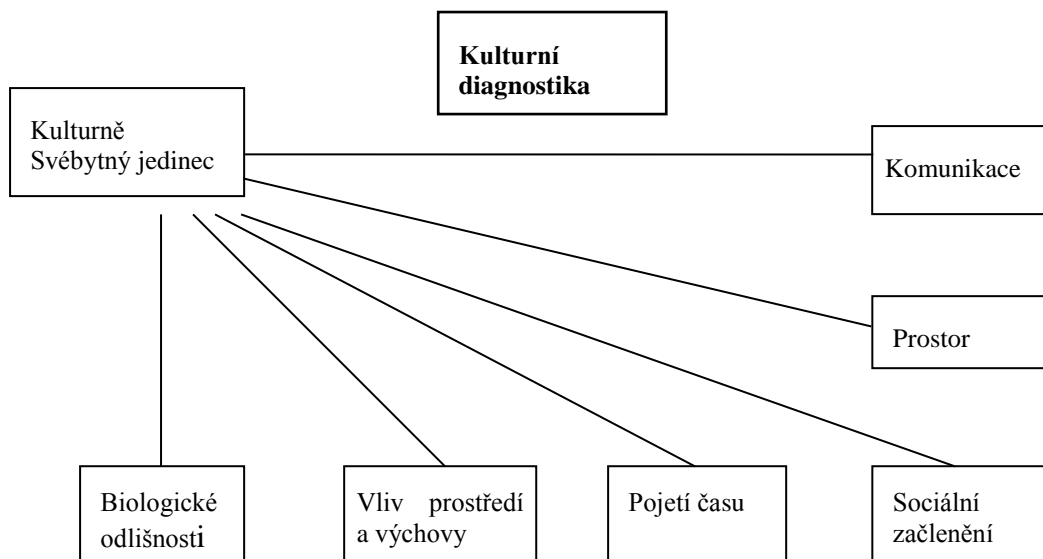 Kulturní
diagnostika
Kulturně
Svébytný jedinec
Komunikace
Prostor
Biologické
odlišnosti
Vliv prostředí
a výchovy
Pojetí času
Sociální
začlenění